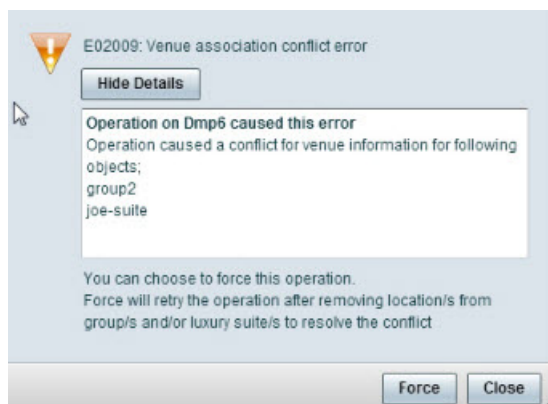 E02009: Venue association conflict error
Hide Details
Operation on Dmp6 caused this error
Operation caused a conflict for venue information for following
objects;
group2
joe-suite
You can choose to force this operation.
Force will retry the operation after removing location/s from
group/s and/or luxury suite/s to resolve the conflict
Force Close